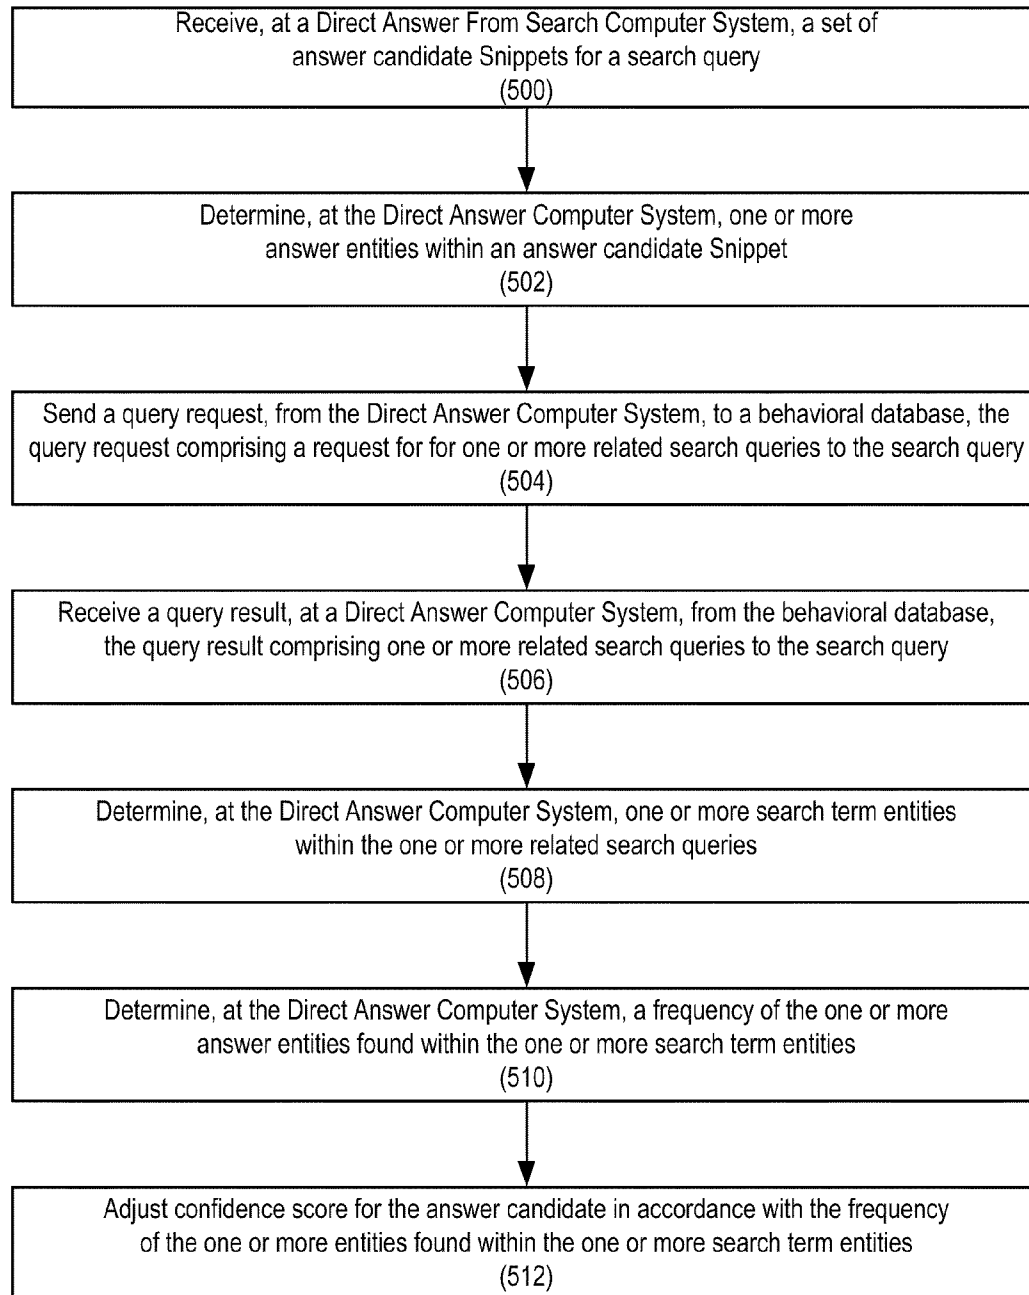 Receive, at a Direct Answer From Search Computer System, a set of
answer candidate Snippets for a search query
(500)
Determine, at the Direct Answer Computer System, one or more
answer entities within an answer candidate Snippet
(502)
Send a query request, from the Direct Answer Computer System, to a behavioral database, the
query request comprising a request for for one or more related search queries to the search query
(504)
Receive a query result, at a Direct Answer Computer System, from the behavioral database,
the query result comprising one or more related search queries to the search query
(506)
Determine, at the Direct Answer Computer System, one or more search term entities
within the one or more related search queries
(508)
Determine, at the Direct Answer Computer System, a frequency of the one or more
answer entities found within the one or more search term entities
(510)
Adjust confidence score for the answer candidate in accordance with the frequency
of the one or more entities found within the one or more search term entities
(512)